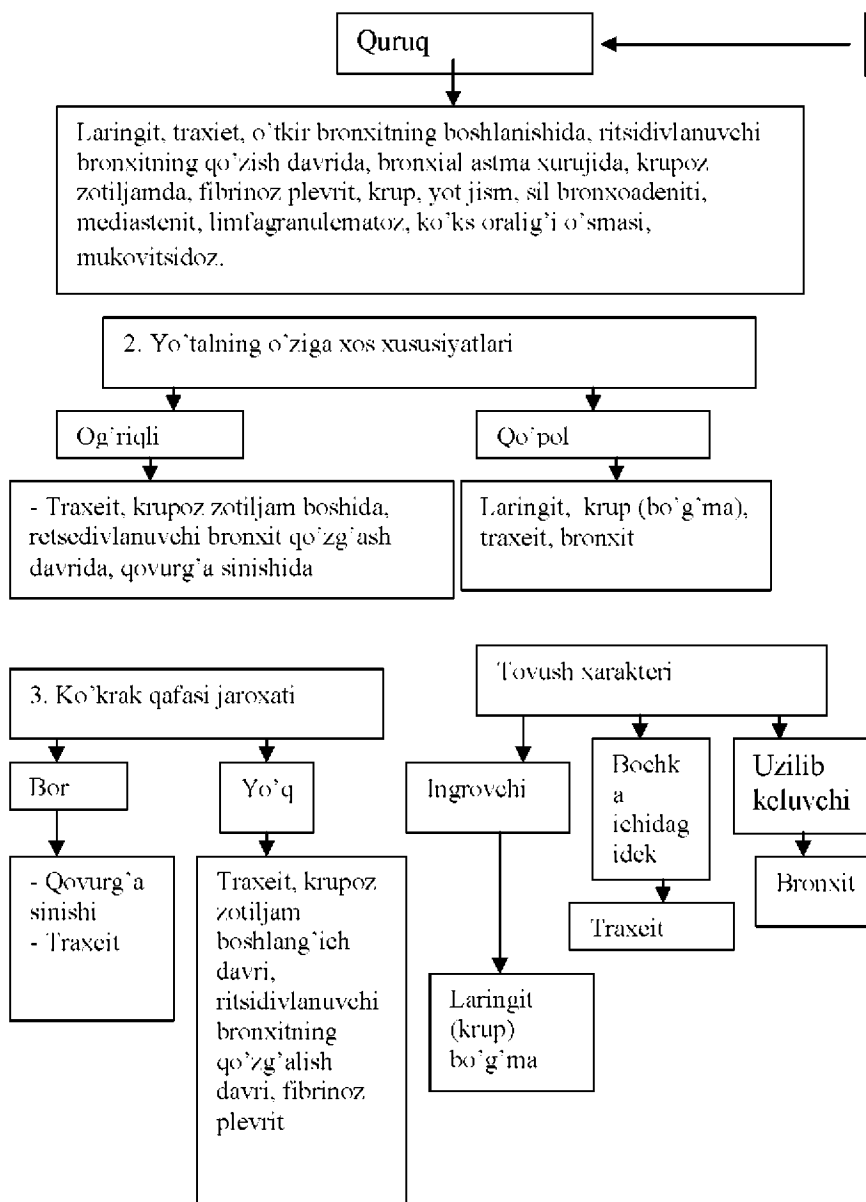 Quruq
Laringit, traxiet, o`tkir bronxitning boshlanishida, ritsidivlanuvchi
bronxitning qo`zish davrida, bronxial astma xurujida, krupoz
zotiljamda, fibrinoz plevrit, krup, yot jism, sil bronxoadeniti,
mediastenit, limfagranulematoz, ko`ks oralig`i o`smasi,
mukovitsidoz.
2. Yo`talning o`ziga xos xususiyatlari
Og`riqli
Qo`pol
- Traxeit, krupoz zotiljam boshida,
retsedivlanuvchi bronxit qo`zg`ash
davrida, qovurg`a sinishida
Laringit, krup (bo`g`ma),
traxeit, bronxit
3. Ko`krak qafasi jaroxati
Tovush xarakteri
Bor
Yo`q
Ingrovchi
Bochk
a
ichidag
idek
Uzilib
keluvchi
- Qovurg`a
sinishi
- Traxeit
Traxeit, krupoz
zotiljam
boshlang`ich
davri,
ritsidivlanuvchi
bronxitning
qo`zg`alish
davri, fibrinoz
plevrit
Laringit
(krup)
bo`g`ma
Traxeit
Bronxit